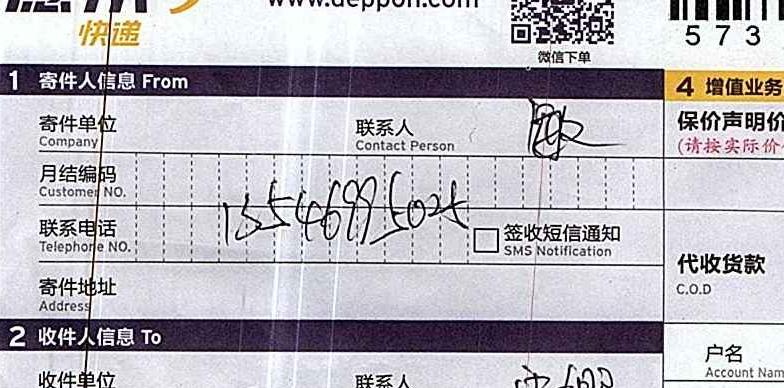 快递
www.deppon.com
微信下单
573
1 寄件人信息 From
4 增值业务
寄件单位
Company
联系人
Contact Person
保价声明价
(请按实际价
月结编码
Customer NO.
联系电话
Telephone NO.
签收短信通知
SMS Notification
代收货款
C.O.D
寄件地址
Address
2 收件人信息 To
户名
Account Nam
收件单位
联系人